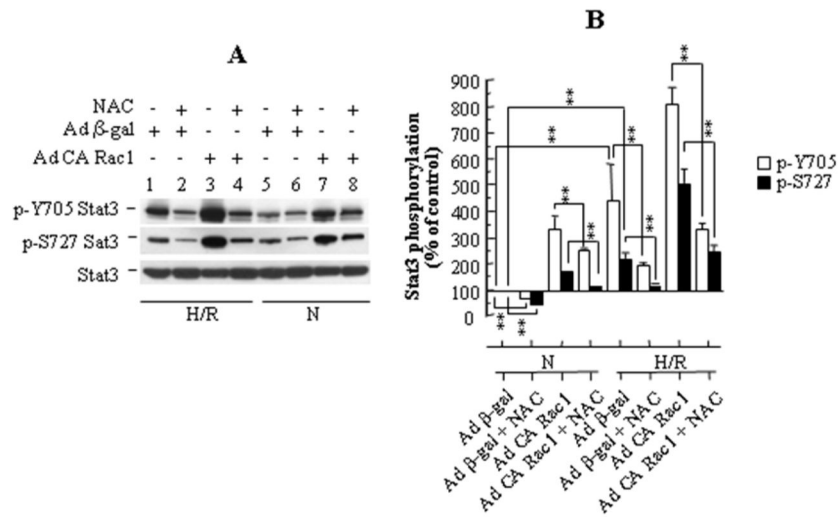 A
NAC - + - + - + - +
Ad β-gal + + - - + + - -
Ad CA Rac1 - - + + - - + +
1 2 3 4 5 6 7 8
p-Y705 Stat3
p-S727 Sat3
Stat3
H/R N
B
Stat3 phosphorylation
(% of control)
900
800
700
600
500
400
300
200
100
0
** ** ** ** ** ** ** ** ** **
p-Y705
p-S727
N H/R
Ad β-gal
Ad β-gal + NAC
Ad CA Rac1
Ad CA Rac1 + NAC
Ad β-gal
Ad β-gal + NAC
Ad CA Rac1
Ad CA Rac1 + NAC